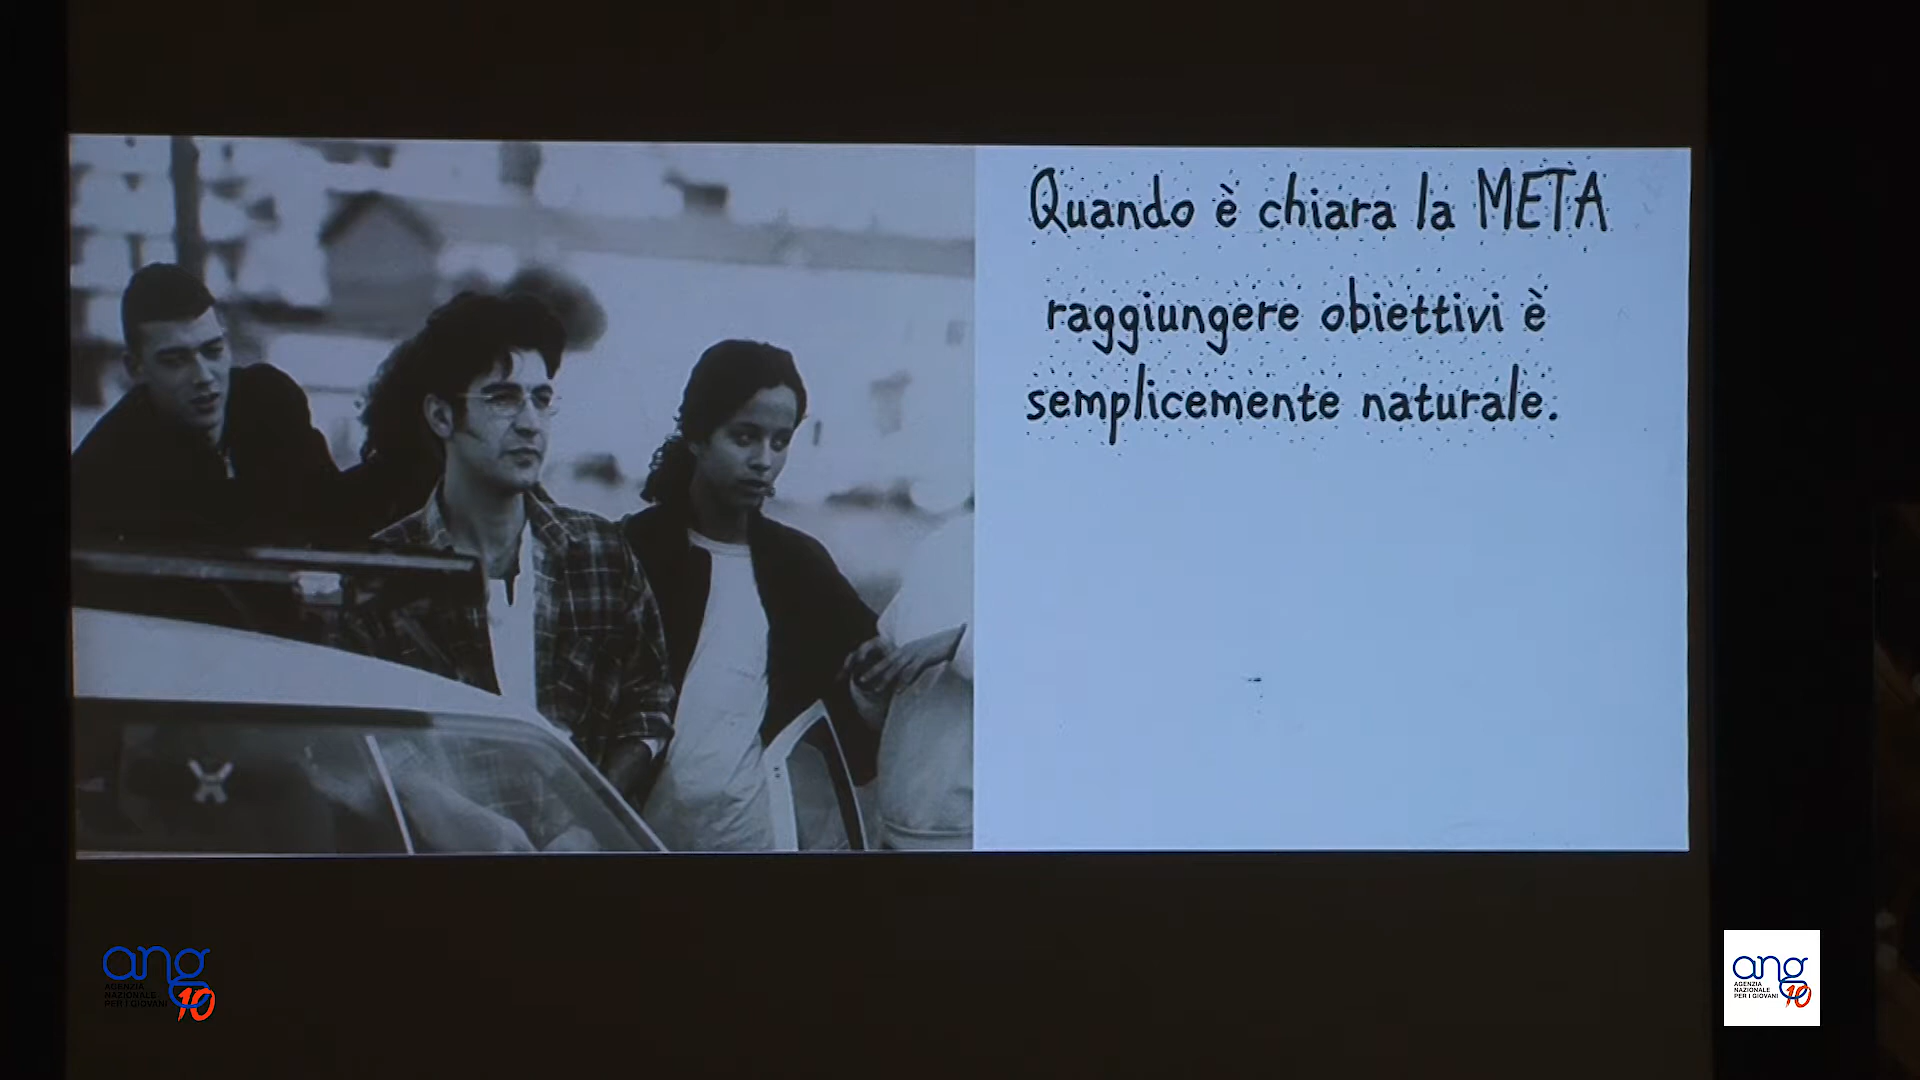 Quando è chiara la META
raggiungere obiettivi è
semplicemente naturale.
ang
AGENZIA
NAZIONALE
PER I GIOVANI
10
ang
AGENZIA
NAZIONALE
PER I GIOVANI
10